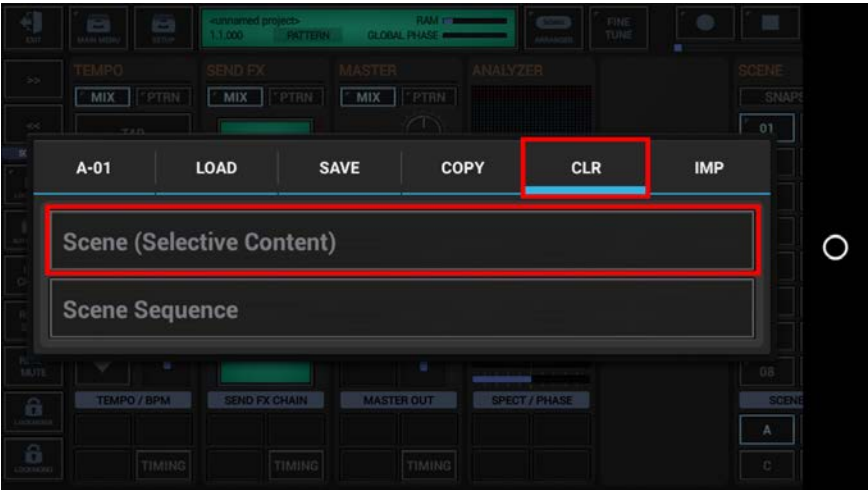 EXIT
MAIN MENU
SETUP
<unnamed project>
RAM
1.1.000
PATTERN
GLOBAL PHASE
ARRANGER
FINE
TUNE
>>
TEMPO
SEND FX
MASTER
ANALYZER
SCENE
MIX
PTRN
MIX
PTRN
MIX
PTRN
SNAPS
<<
TAP
01
A-01
LOAD
SAVE
COPY
CLR
IMP
Scene (Selective Content)
Scene Sequence
MUTE
08
TEMPO / BPM
SEND FX CHAIN
MASTER OUT
SPECT / PHASE
SCENE
A
TIMING
TIMING
TIMING
C